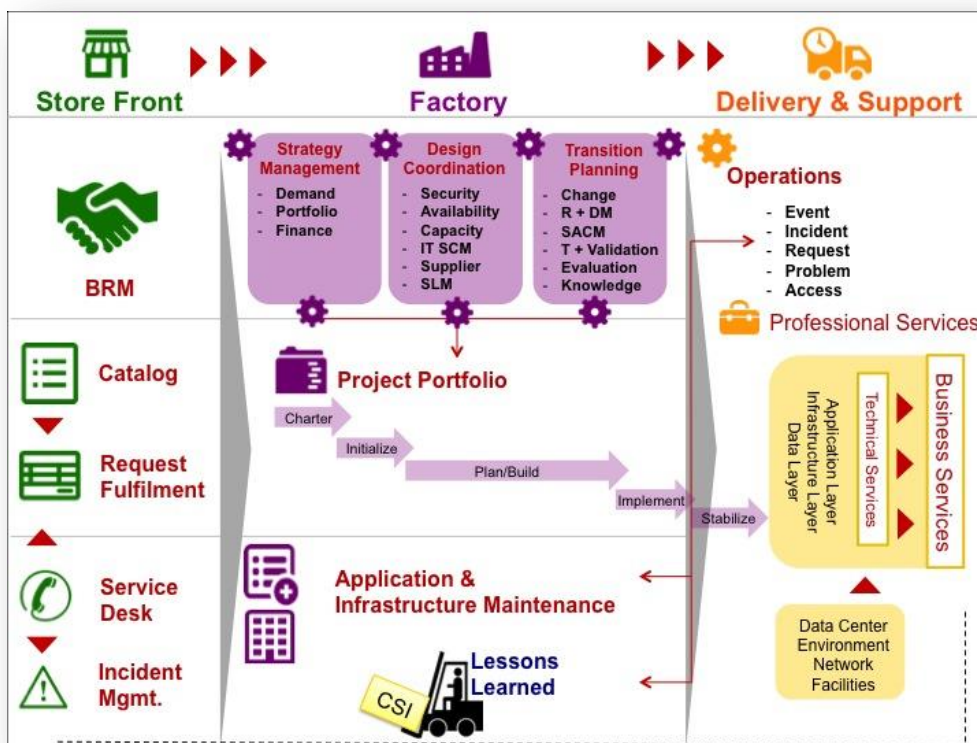 Store Front
Factory
Delivery & Support
BRM
Strategy
Management
- Demand
- Portfolio
- Finance
Design
Coordination
- Security
- Availability
- Capacity
- IT SCM
- Supplier
- SLM
Transition
Planning
- Change
- R + DM
- SACM
- T + Validation
- Evaluation
- Knowledge
Operations
- Event
- Incident
- Request
- Problem
- Access
Professional Services
Catalog
Request
Fulfilment
Project Portfolio
Charter
Initialize
Plan/Build
Implement
Stabilize
Application Layer
Infrastructure Layer
Data Layer
Technical Services
Business Services
Service
Desk
Incident
Mgmt.
Application &
Infrastructure Maintenance
Lessons
Learned
CSI
Data Center
Environment
Network
Facilities